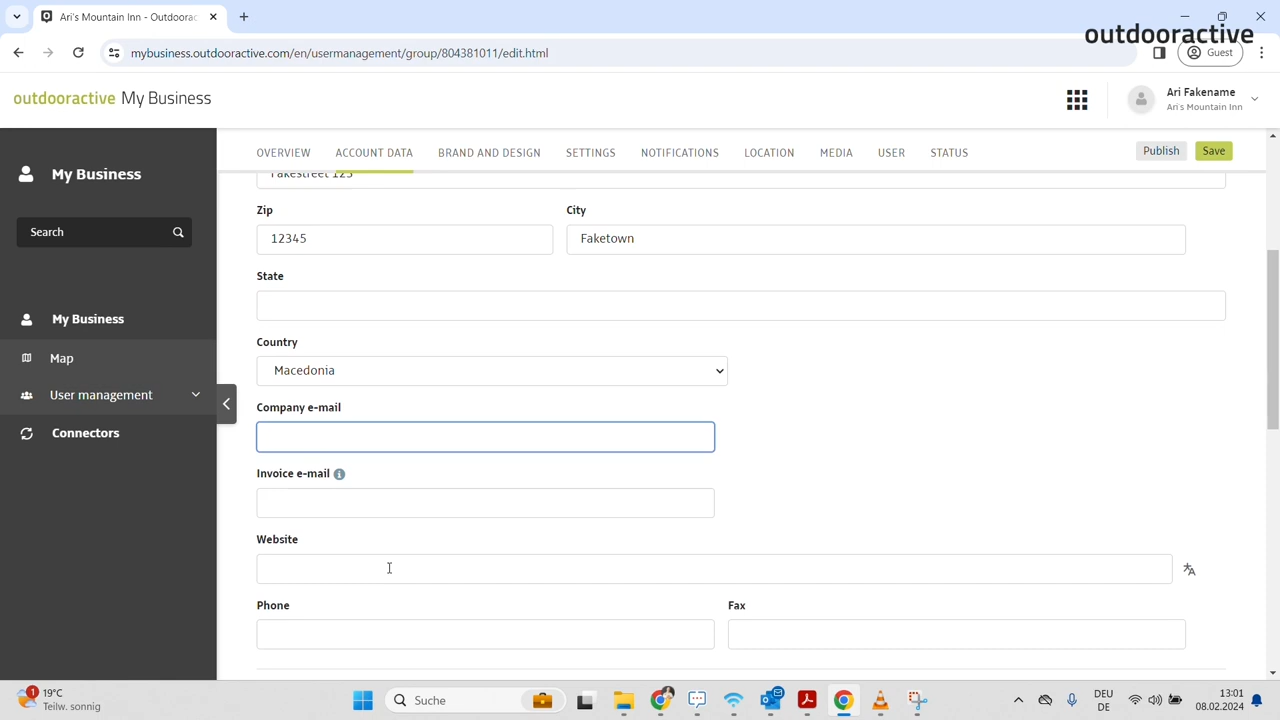 Ari's Mountain Inn - Outdoorac
mybusiness.outdooractive.com/en/usermanagement/group/804381011/edit.html
outdooractive
Guest
outdooractive My Business
Ari Fakename
Ari's Mountain Inn
My Business
OVERVIEW
ACCOUNT DATA
BRAND AND DESIGN
SETTINGS
NOTIFICATIONS
LOCATION
MEDIA
USER
STATUS
Publish
Save
Fakestreet 123
Search
Zip
City
12345
Faketown
State
My Business
Map
User management
Connectors
Country
Macedonia
Company e-mail
Invoice e-mail
Website
Phone
Fax
1
19°C
Teilw. sonnig
Suche
DEU
DE
13:01
08.02.2024